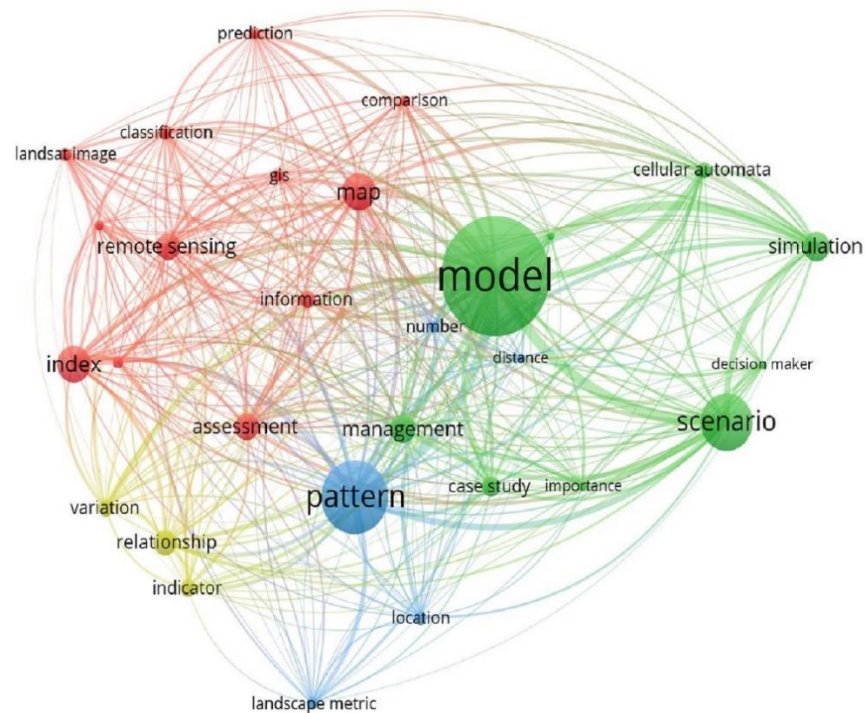 prediction
comparison
classification
landsat image
cellular automata
gis
map
remote sensing
simulation
model
information
number
distance
decision maker
index
scenario
assessment
management
case study
importance
pattern
variation
relationship
indicator
location
landscape metric